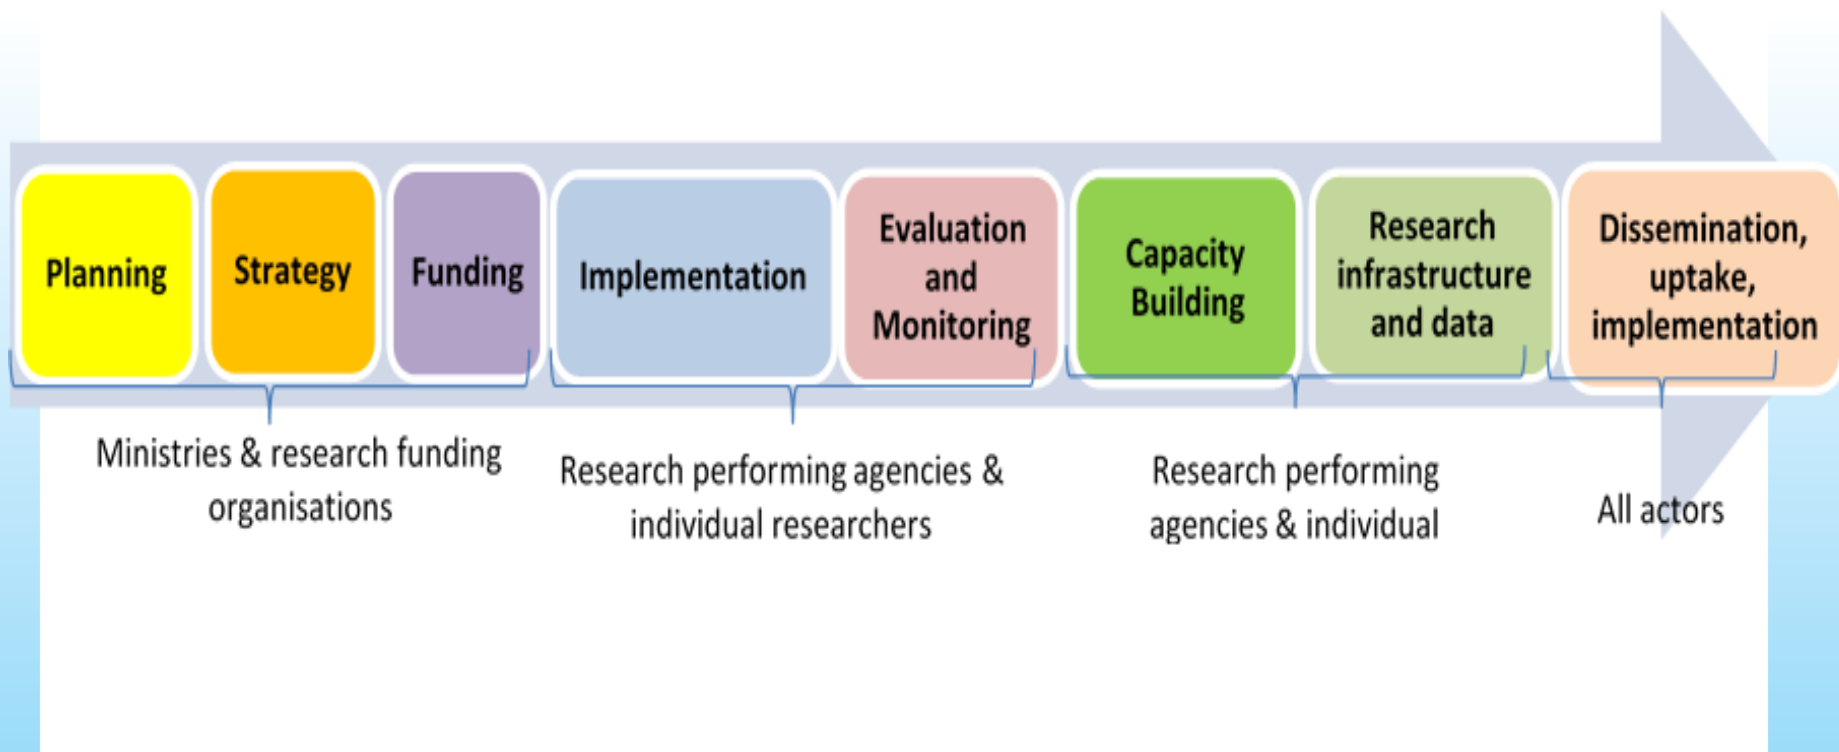 Planning
Strategy
Funding
Implementation
Evaluation
and
Monitoring
Capacity
Building
Research
infrastructure
and data
Dissemination,
uptake,
implementation
Ministries & research funding
organisations
Research performing agencies &
individual researchers
Research performing
agencies & individual
All actors